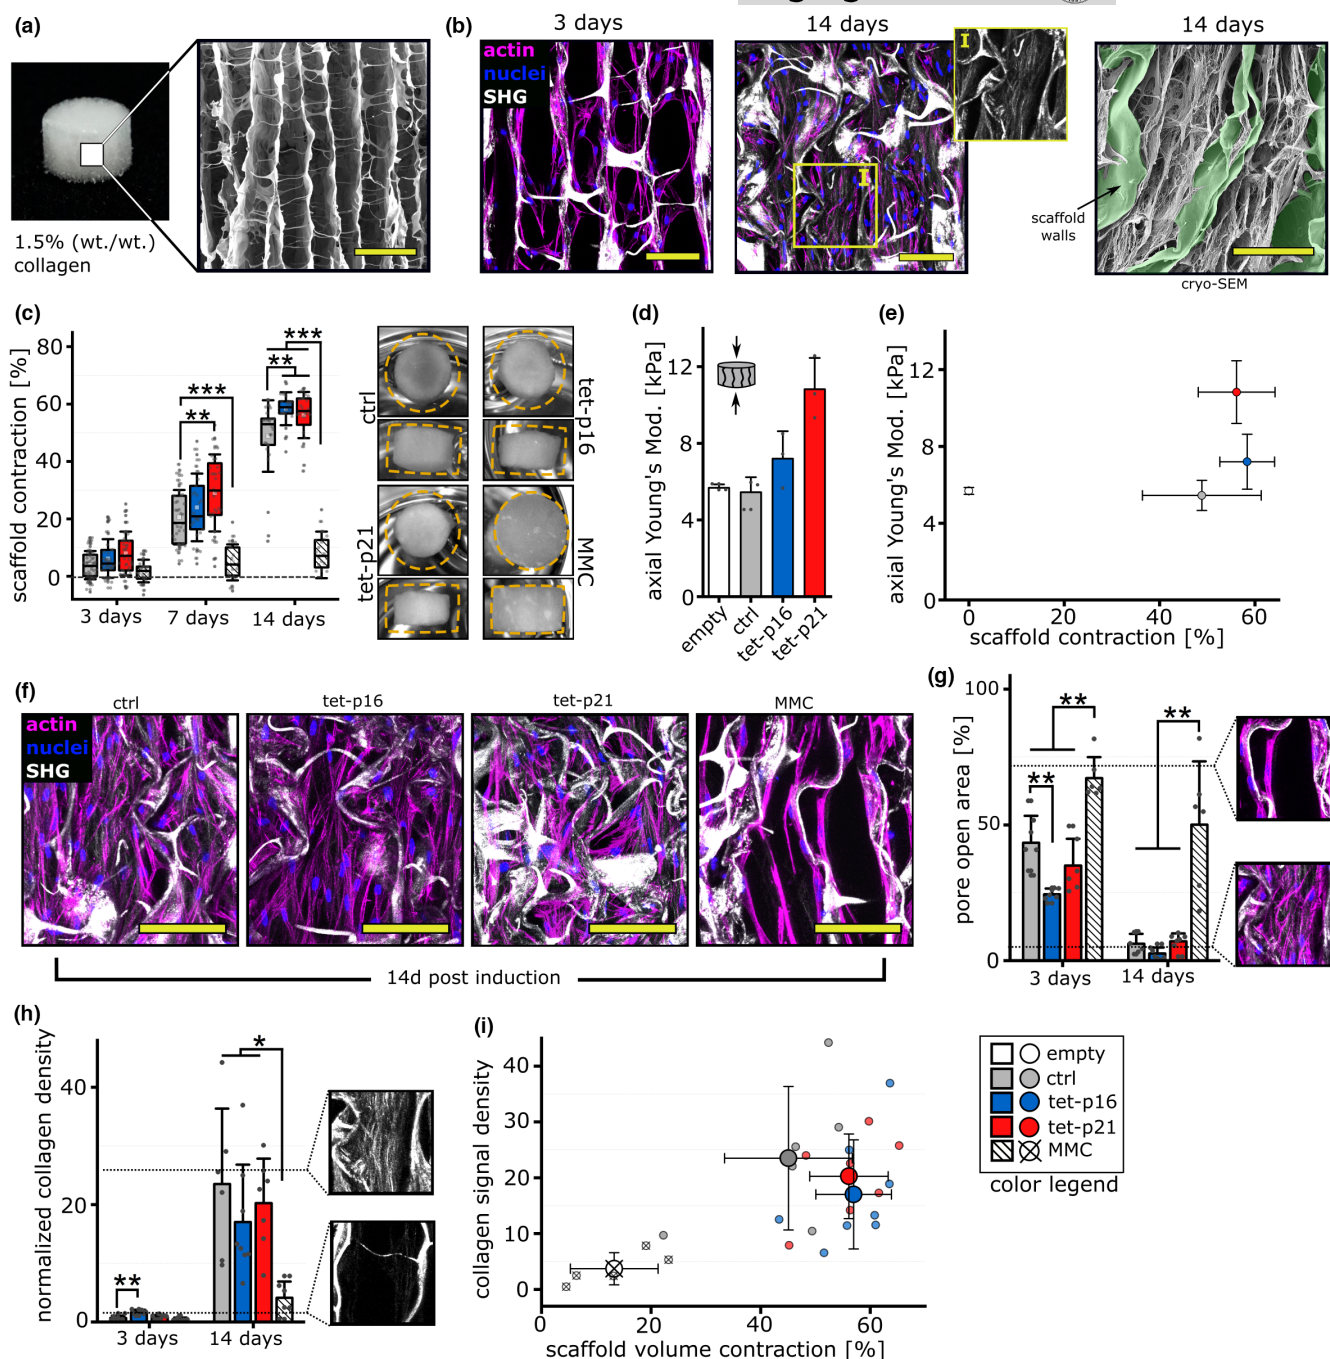 (a)
1.5% (wt./wt.)
collagen
(b)
3 days
14 days
14 days
actin
nuclei
SHG
I
I
scaffold
walls
cryo-SEM
(c)
scaffold contraction [%]
80
60
40
20
0
***
**
***
**
3 days
7 days
14 days
ctrl
tet-p16
tet-p21
MMC
(d)
axial Young's Mod. [kPa]
12
8
4
0
empty
ctrl
tet-p16
tet-p21
(e)
axial Young's Mod. [kPa]
12
8
4
0
0
20
40
60
scaffold contraction [%]
(f)
ctrl
tet-p16
tet-p21
MMC
actin
nuclei
SHG
14d post induction
(g)
pore open area [%]
100
50
0
**
**
**
3 days
14 days
(h)
normalized collagen density
40
20
0
**
*
3 days
14 days
(i)
collagen signal density
40
30
20
10
0
0
20
40
60
scaffold volume contraction [%]
empty
ctrl
tet-p16
tet-p21
MMC
color legend